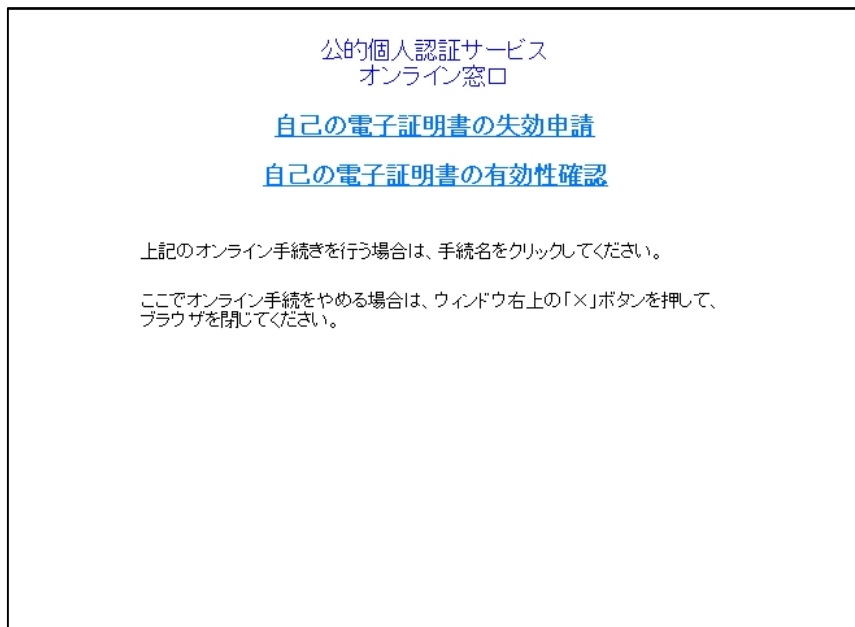 公的個人認証サービス
オンライン窓口
自己の電子証明書の失効申請
自己の電子証明書の有効性確認
上記のオンライン手続きを行う場合は、手続名をクリックしてください。
ここでオンライン手続をやめる場合は、ウィンドウ右上の「×」ボタンを押して、
ブラウザを閉じてください。